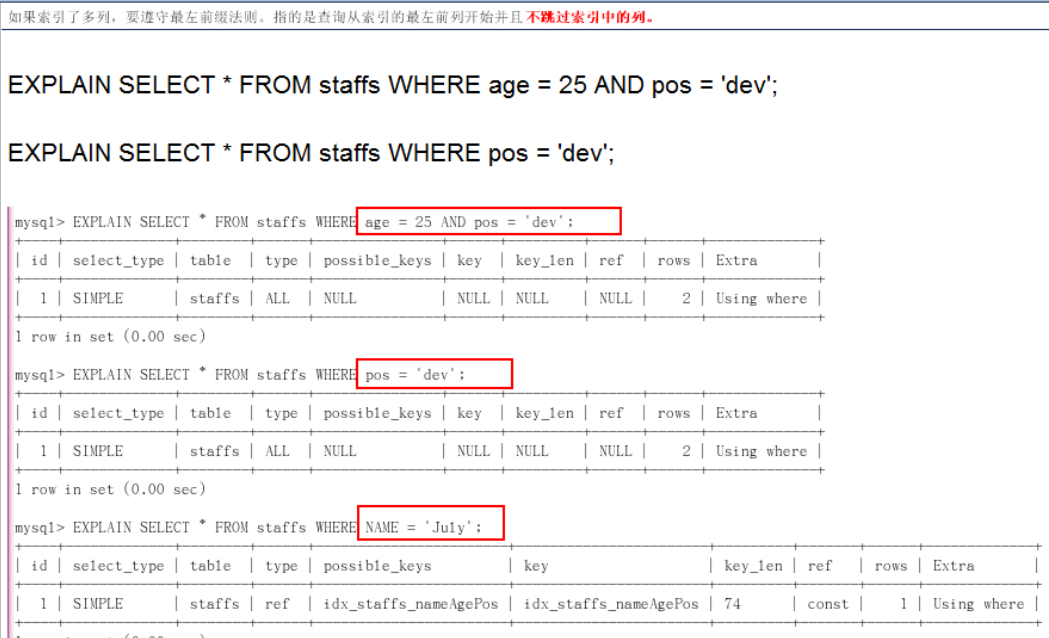 如果索引了多列，要遵守最左前缀法则。指的是查询从索引的最左前列开始并且不跳过索引中的列。
EXPLAIN SELECT * FROM staffs WHERE age = 25 AND pos = 'dev';
EXPLAIN SELECT * FROM staffs WHERE pos = 'dev';
mysql> EXPLAIN SELECT * FROM staffs WHERE age = 25 AND pos = 'dev';
| id | select_type | table | type | possible_keys | key | key_len | ref | rows | Extra |
| 1 | SIMPLE | staffs | ALL | NULL | NULL | NULL | NULL | 2 | Using where |
1 row in set (0.00 sec)
mysql> EXPLAIN SELECT * FROM staffs WHERE pos = 'dev';
| id | select_type | table | type | possible_keys | key | key_len | ref | rows | Extra |
| 1 | SIMPLE | staffs | ALL | NULL | NULL | NULL | NULL | 2 | Using where |
1 row in set (0.00 sec)
mysql> EXPLAIN SELECT * FROM staffs WHERE NAME = 'July';
| id | select_type | table | type | possible_keys | key | key_len | ref | rows | Extra |
| 1 | SIMPLE | staffs | ref | idx_staffs_nameAgePos | idx_staffs_nameAgePos | 74 | const | 1 | Using where |